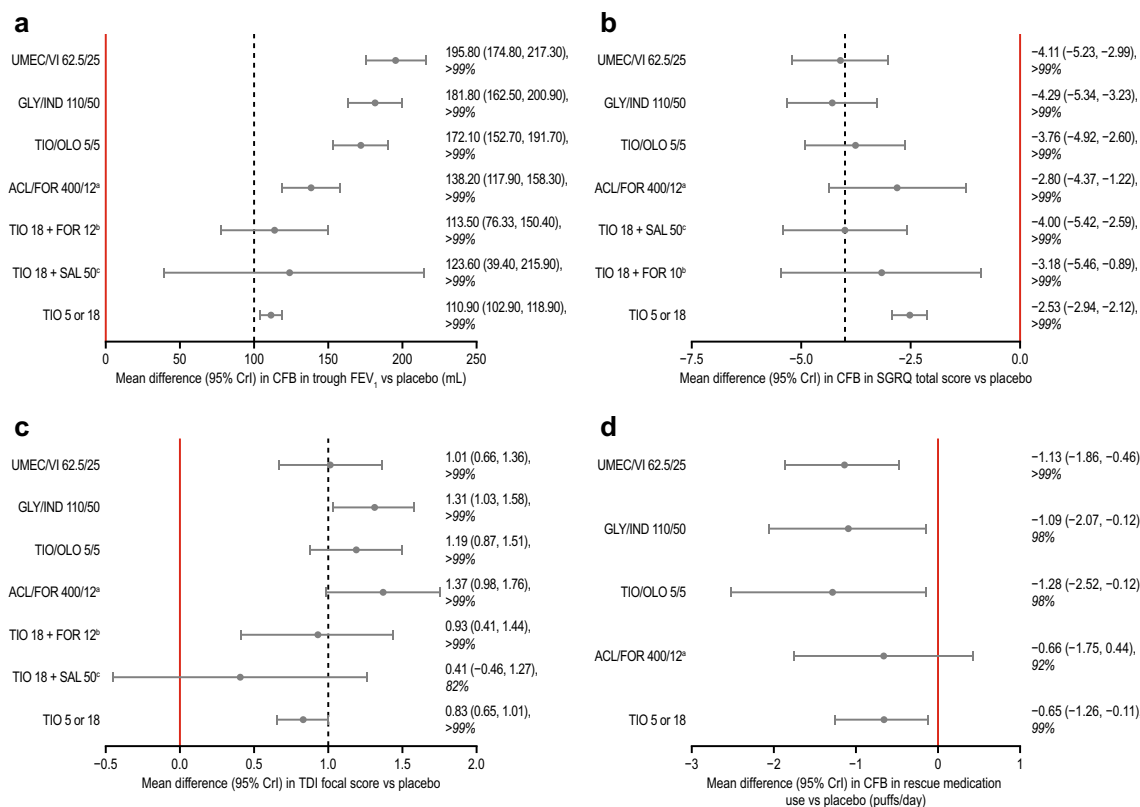 a
UMEC/VI 62.5/25
195.80 (174.80, 217.30),
>99%
GLY/IND 110/50
181.80 (162.50, 200.90),
>99%
TIO/OLO 5/5
172.10 (152.70, 191.70),
>99%
ACL/FOR 400/12ᵃ
138.20 (117.90, 158.30),
>99%
TIO 18 + FOR 12ᵇ
113.50 (76.33, 150.40),
>99%
TIO 18 + SAL 50ᶜ
123.60 (39.40, 215.90),
>99%
TIO 5 or 18
110.90 (102.90, 118.90),
>99%
0 50 100 150 200 250
Mean difference (95% CrI) in CFB in trough FEV₁ vs placebo (mL)
b
UMEC/VI 62.5/25
−4.11 (−5.23, −2.99),
>99%
GLY/IND 110/50
−4.29 (−5.34, −3.23),
>99%
TIO/OLO 5/5
−3.76 (−4.92, −2.60),
>99%
ACL/FOR 400/12ᵃ
−2.80 (−4.37, −1.22),
>99%
TIO 18 + SAL 50ᶜ
−4.00 (−5.42, −2.59),
>99%
TIO 18 + FOR 10ᵇ
−3.18 (−5.46, −0.89),
>99%
TIO 5 or 18
−2.53 (−2.94, −2.12),
>99%
−7.5 −5.0 −2.5 0.0
Mean difference (95% CrI) in CFB in SGRQ total score vs placebo
c
UMEC/VI 62.5/25
1.01 (0.66, 1.36),
>99%
GLY/IND 110/50
1.31 (1.03, 1.58),
>99%
TIO/OLO 5/5
1.19 (0.87, 1.51),
>99%
ACL/FOR 400/12ᵃ
1.37 (0.98, 1.76),
>99%
TIO 18 + FOR 12ᵇ
0.93 (0.41, 1.44),
>99%
TIO 18 + SAL 50ᶜ
0.41 (−0.46, 1.27),
82%
TIO 5 or 18
0.83 (0.65, 1.01),
>99%
−0.5 0.0 0.5 1.0 1.5 2.0
Mean difference (95% CrI) in TDI focal score vs placebo
d
UMEC/VI 62.5/25
−1.13 (−1.86, −0.46)
>99%
GLY/IND 110/50
−1.09 (−2.07, −0.12)
98%
TIO/OLO 5/5
−1.28 (−2.52, −0.12)
98%
ACL/FOR 400/12ᵃ
−0.66 (−1.75, 0.44),
92%
TIO 5 or 18
−0.65 (−1.26, −0.11)
99%
−3 −2 −1 0 1
Mean difference (95% CrI) in CFB in rescue medication
use vs placebo (puffs/day)